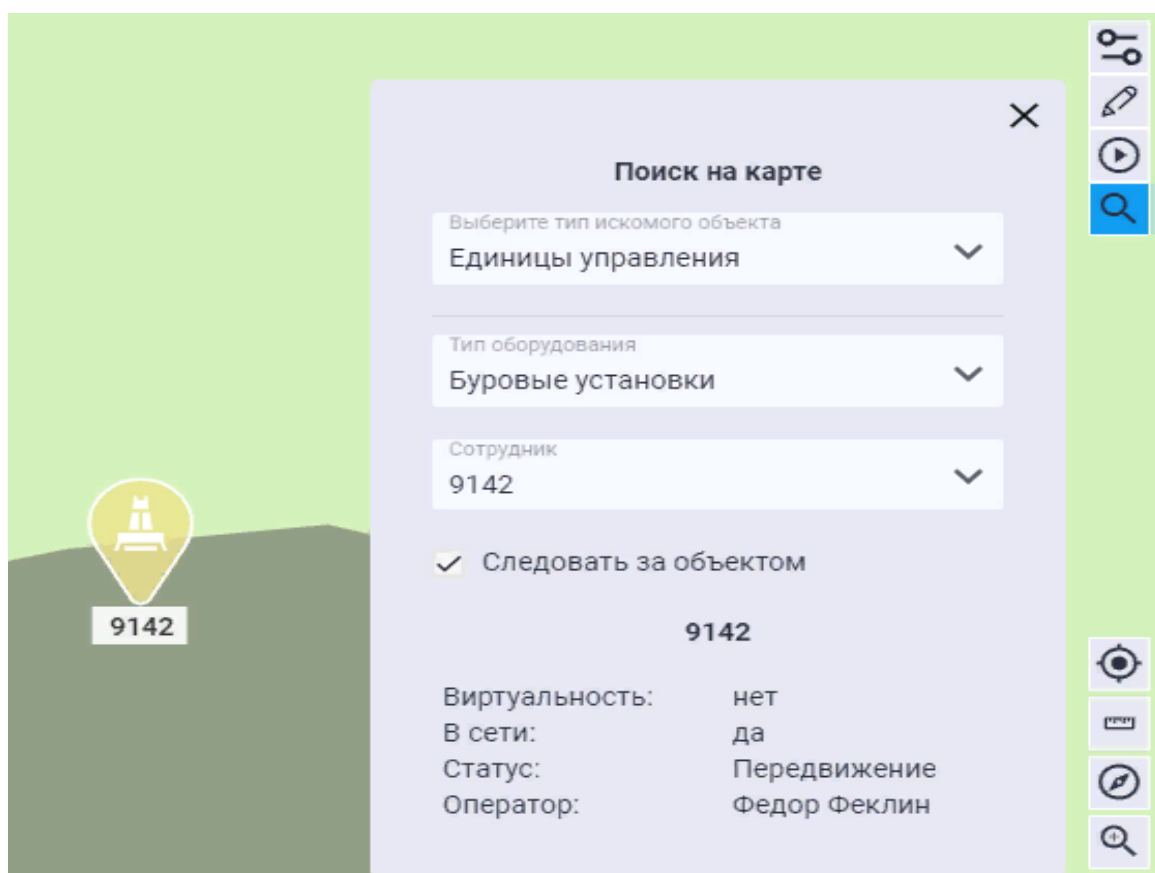 Поиск на карте
Выберите тип искомого объекта
Единицы управления
Тип оборудования
Буровые установки
Сотрудник
9142
Следовать за объектом
9142
9142
Виртуальность: нет
В сети: да
Статус: Передвижение
Оператор: Федор Феклин